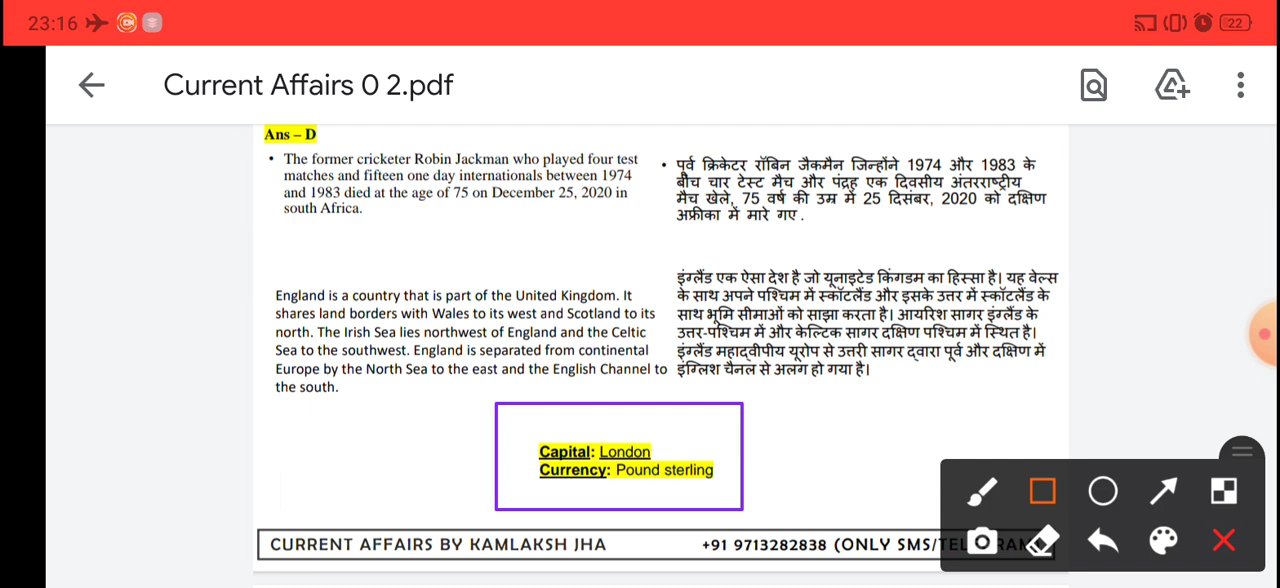 23:16
22
Current Affairs 0 2.pdf
Ans – D
• The former cricketer Robin Jackman who played four test
matches and fifteen one day internationals between 1974
and 1983 died at the age of 75 on December 25, 2020 in
south Africa.
• पूर्व क्रिकेटर रॉबिन जैकमैन जिन्होंने 1974 और 1983 के
बीच चार टेस्ट मैच और पंद्रह एक दिवसीय अंतरराष्ट्रीय
मैच खेले, 75 वर्ष की उम्र में 25 दिसंबर, 2020 को दक्षिण
अफ्रीका में मारे गए .
England is a country that is part of the United Kingdom. It
shares land borders with Wales to its west and Scotland to its
north. The Irish Sea lies northwest of England and the Celtic
Sea to the southwest. England is separated from continental
Europe by the North Sea to the east and the English Channel to
the south.
इंग्लैंड एक ऐसा देश है जो यूनाइटेड किंगडम का हिस्सा है। यह वेल्स
के साथ अपने पश्चिम में स्कॉटलैंड और इसके उत्तर में स्कॉटलैंड के
साथ भूमि सीमाओं को साझा करता है। आयरिश सागर इंग्लैंड के
उत्तर-पश्चिम में और केल्टिक सागर दक्षिण पश्चिम में स्थित है।
इंग्लैंड महाद्वीपीय यूरोप से उत्तरी सागर द्वारा पूर्व और दक्षिण में
इंग्लिश चैनल से अलग हो गया है।
Capital: London
Currency: Pound sterling
CURRENT AFFAIRS BY KAMLAKSH JHA
+91 9713282838 (ONLY SMS/